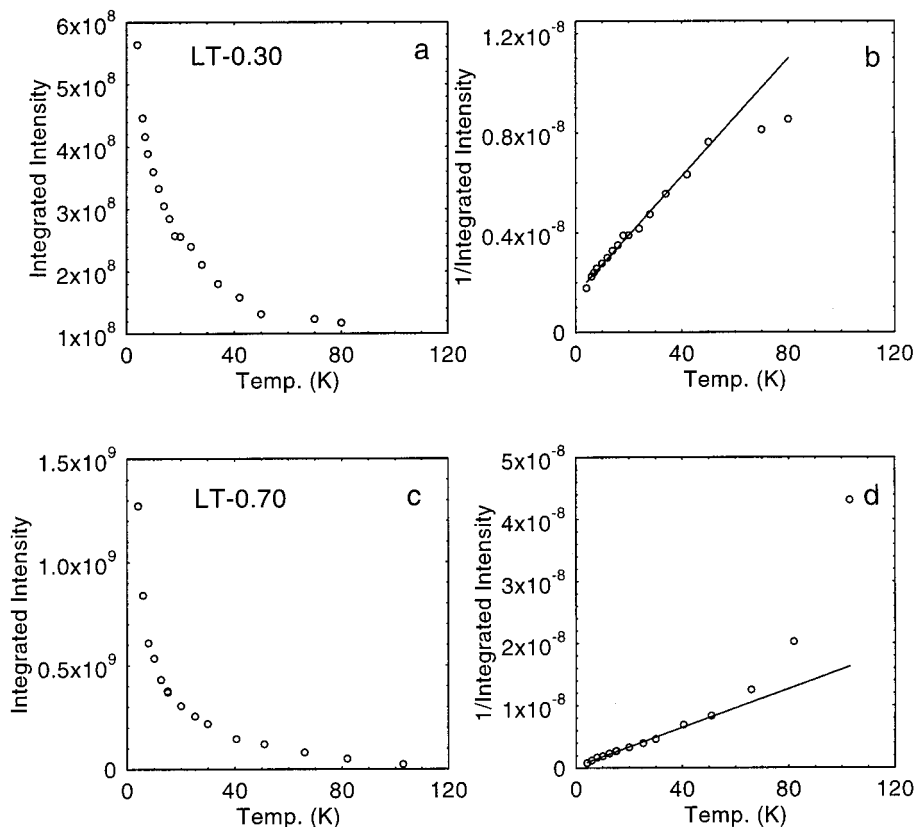 6x10⁸
5x10⁸
4x10⁸
3x10⁸
2x10⁸
1x10⁸
Integrated Intensity
LT-0.30
a
0
40
80
120
Temp. (K)
1.2x10⁻⁸
0.8x10⁻⁸
0.4x10⁻⁸
0
1/Integrated Intensity
b
0
40
80
120
Temp. (K)
1.5x10⁹
1.0x10⁹
0.5x10⁹
0
Integrated Intensity
LT-0.70
c
0
40
80
120
Temp. (K)
5x10⁻⁸
4x10⁻⁸
3x10⁻⁸
2x10⁻⁸
1x10⁻⁸
0
1/Integrated Intensity
d
0
40
80
120
Temp. (K)